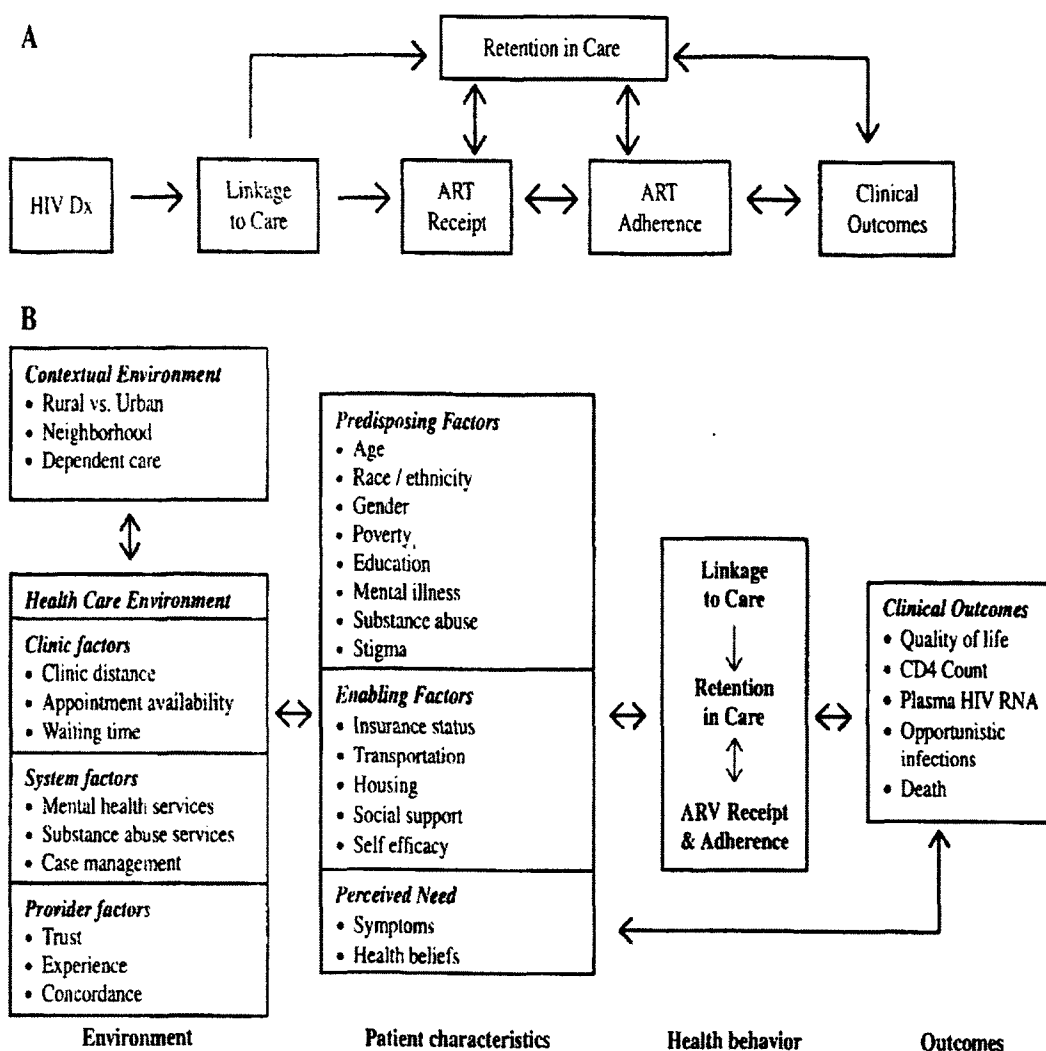 A
Retention in Care
HIV Dx
Linkage
to Care
ART
Receipt
ART
Adherence
Clinical
Outcomes
B
Contextual Environment
• Rural vs. Urban
• Neighborhood
• Dependent care
Health Care Environment
Clinic factors
• Clinic distance
• Appointment availability
• Waiting time
System factors
• Mental health services
• Substance abuse services
• Case management
Provider factors
• Trust
• Experience
• Concordance
Environment
Predisposing Factors
• Age
• Race / ethnicity
• Gender
• Poverty
• Education
• Mental illness
• Substance abuse
• Stigma
Enabling Factors
• Insurance status
• Transportation
• Housing
• Social support
• Self efficacy
Perceived Need
• Symptoms
• Health beliefs
Patient characteristics
Linkage
to Care
Retention
in Care
ARV Receipt
& Adherence
Health behavior
Clinical Outcomes
• Quality of life
• CD4 Count
• Plasma HIV RNA
• Opportunistic
infections
• Death
Outcomes